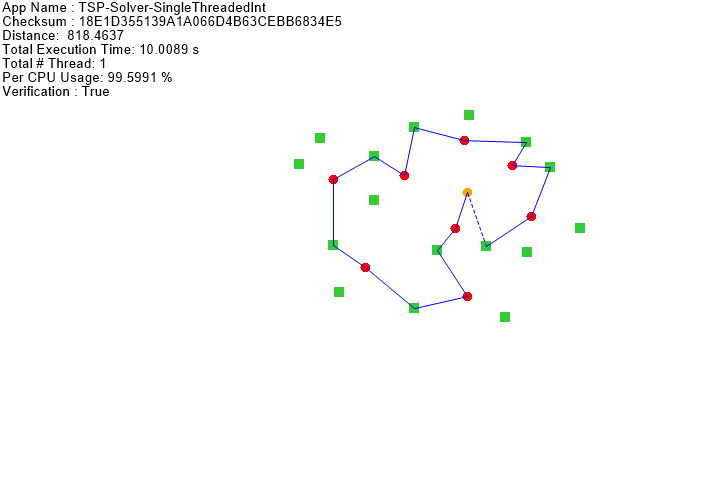 App Name : TSP-Solver-SingleThreadedInt
Checksum : 18E1D355139A1A066D4B63CEBB6834E5
Distance:  818.4637
Total Execution Time: 10.0089 s
Total # Thread: 1
Per CPU Usage: 99.5991 %
Verification : True